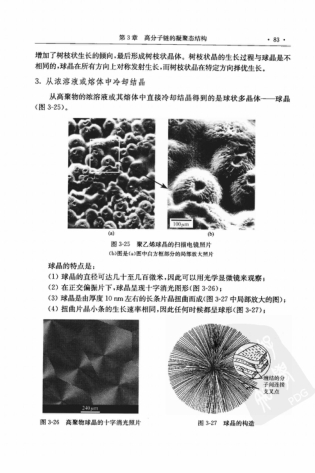 第3章 高分子链的凝聚态结构 · 83 ·
增加了树枝状生长的倾向,最后形成树枝状晶体。树枝状晶的生长过程与球晶是不
相同的,球晶在所有方向上对称发射生长,而树枝状晶在特定方向择优生长。
3. 从浓溶液或熔体中冷却结晶
从高聚物的浓溶液或其熔体中直接冷却结晶得到的是球状多晶体——球晶
(图 3-25)。
100μm
(a) (b)
图 3-25 聚乙烯球晶的扫描电镜照片
(b)图是(a)图中白方框部分的局部放大照片
球晶的特点是:
(1) 球晶的直径可达几十至几百微米,因此可以用光学显微镜来观察;
(2) 在正交偏振片下,球晶呈现十字消光图形(图 3-26);
(3) 球晶是由厚度 10 nm 左右的长条片晶扭曲而成(图 3-27 中局部放大的图);
(4) 扭曲片晶小条的生长速率相同,因此任何时候都呈球形(图 3-27);
240μm
缠结的分
子间连接
支叉点
图 3-26 高聚物球晶的十字消光照片 图 3-27 球晶的构造
PDG